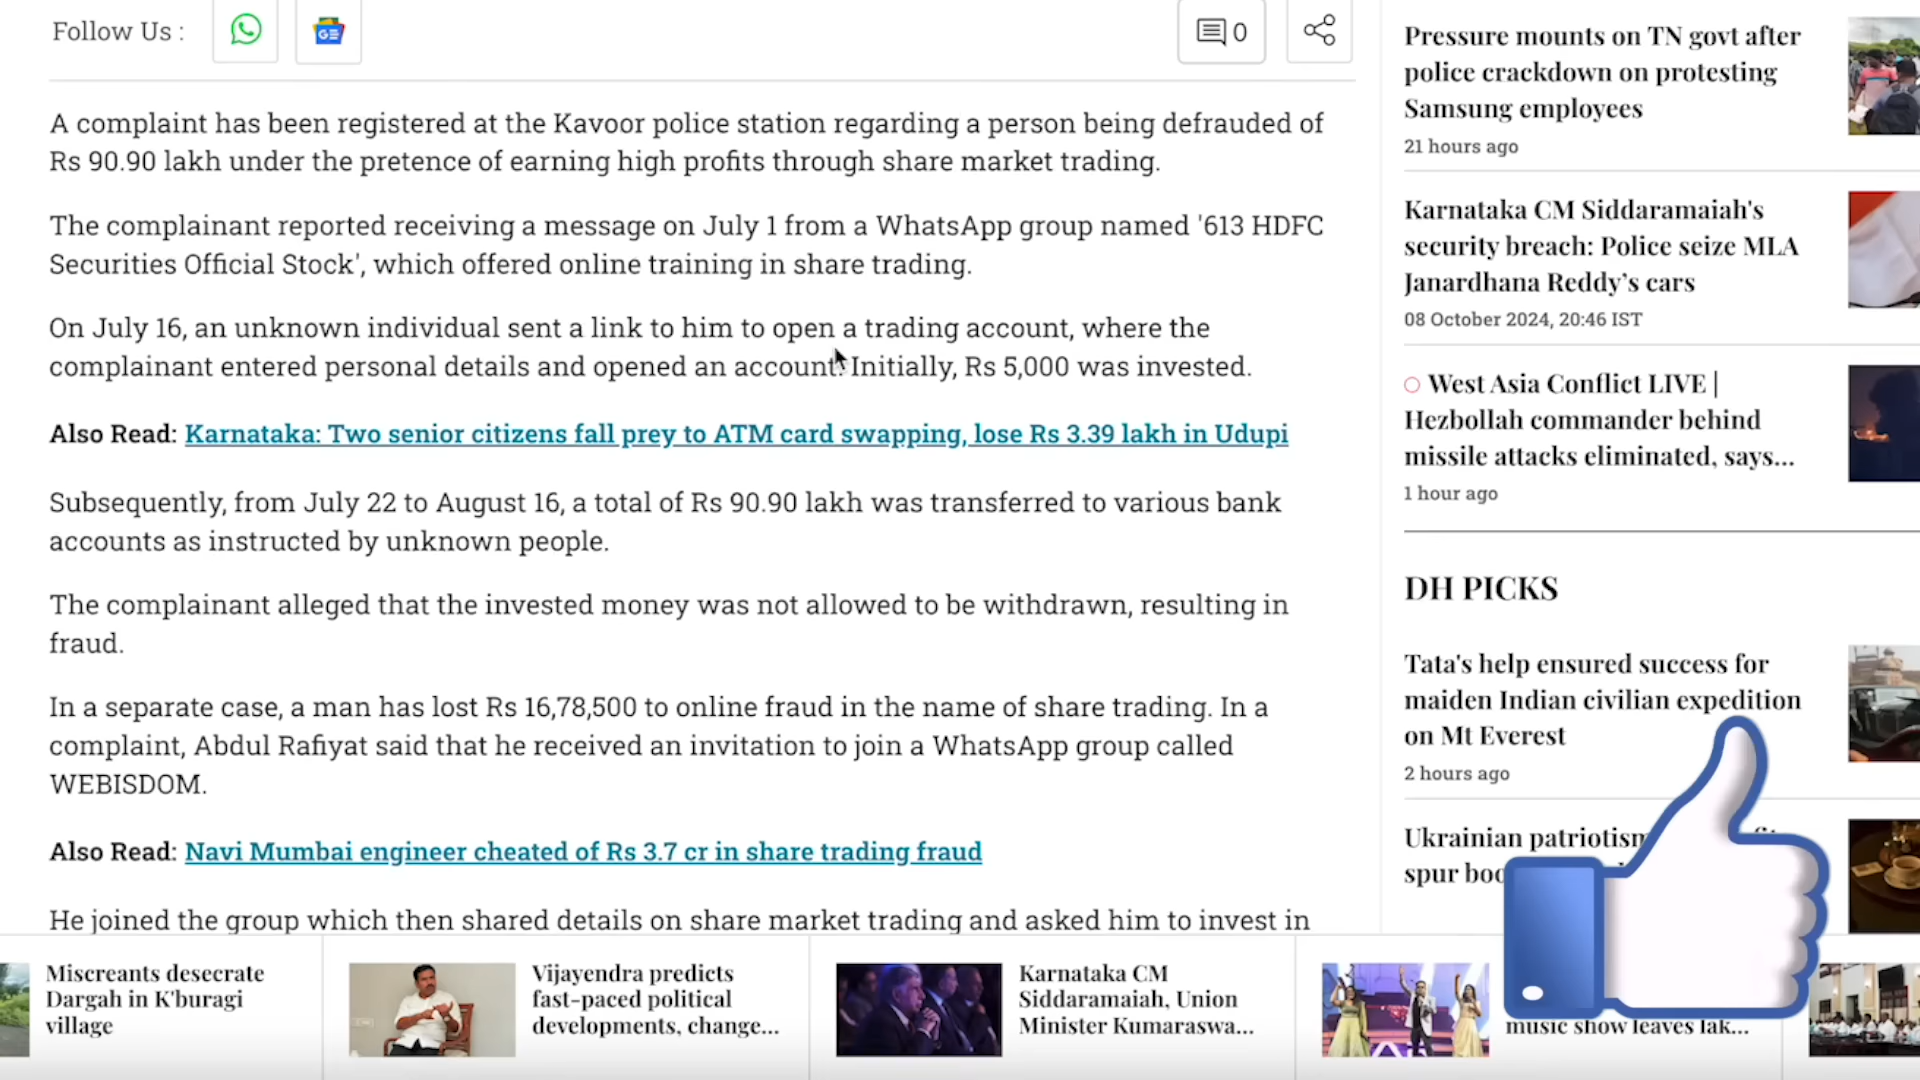 Follow Us :
GE
0
A complaint has been registered at the Kavoor police station regarding a person being defrauded of
Rs 90.90 lakh under the pretence of earning high profits through share market trading.
The complainant reported receiving a message on July 1 from a WhatsApp group named '613 HDFC
Securities Official Stock', which offered online training in share trading.
On July 16, an unknown individual sent a link to him to open a trading account, where the
complainant entered personal details and opened an account. Initially, Rs 5,000 was invested.
Also Read: Karnataka: Two senior citizens fall prey to ATM card swapping, lose Rs 3.39 lakh in Udupi
Subsequently, from July 22 to August 16, a total of Rs 90.90 lakh was transferred to various bank
accounts as instructed by unknown people.
The complainant alleged that the invested money was not allowed to be withdrawn, resulting in
fraud.
In a separate case, a man has lost Rs 16,78,500 to online fraud in the name of share trading. In a
complaint, Abdul Rafiyat said that he received an invitation to join a WhatsApp group called
WEBISDOM.
Also Read: Navi Mumbai engineer cheated of Rs 3.7 cr in share trading fraud
He joined the group which then shared details on share market trading and asked him to invest in
Pressure mounts on TN govt after
police crackdown on protesting
Samsung employees
21 hours ago
Karnataka CM Siddaramaiah's
security breach: Police seize MLA
Janardhana Reddy's cars
08 October 2024, 20:46 IST
West Asia Conflict LIVE |
Hezbollah commander behind
missile attacks eliminated, says...
1 hour ago
DH PICKS
Tata's help ensured success for
maiden Indian civilian expedition
on Mt Everest
2 hours ago
Ukrainian
spur
Miscreants desecrate
Dargah in K'buragi
village
Vijayendra predicts
fast-paced political
developments, change...
Karnataka CM
Siddaramaiah, Union
Minister Kumaraswa...
music show leaves lak...